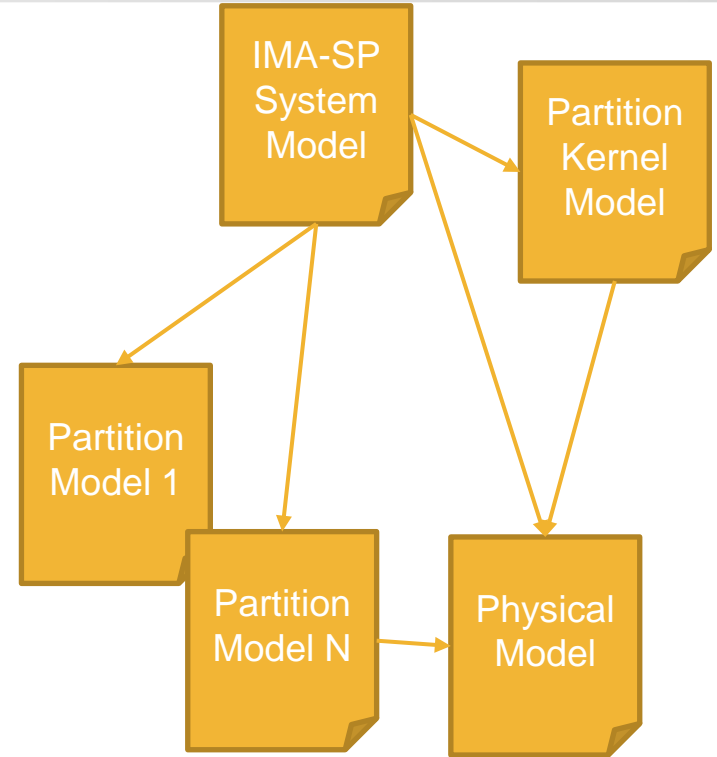 IMA-SP
System
Model
Partition
Kernel
Model
Partition
Model 1
Partition
Model N
Physical
Model